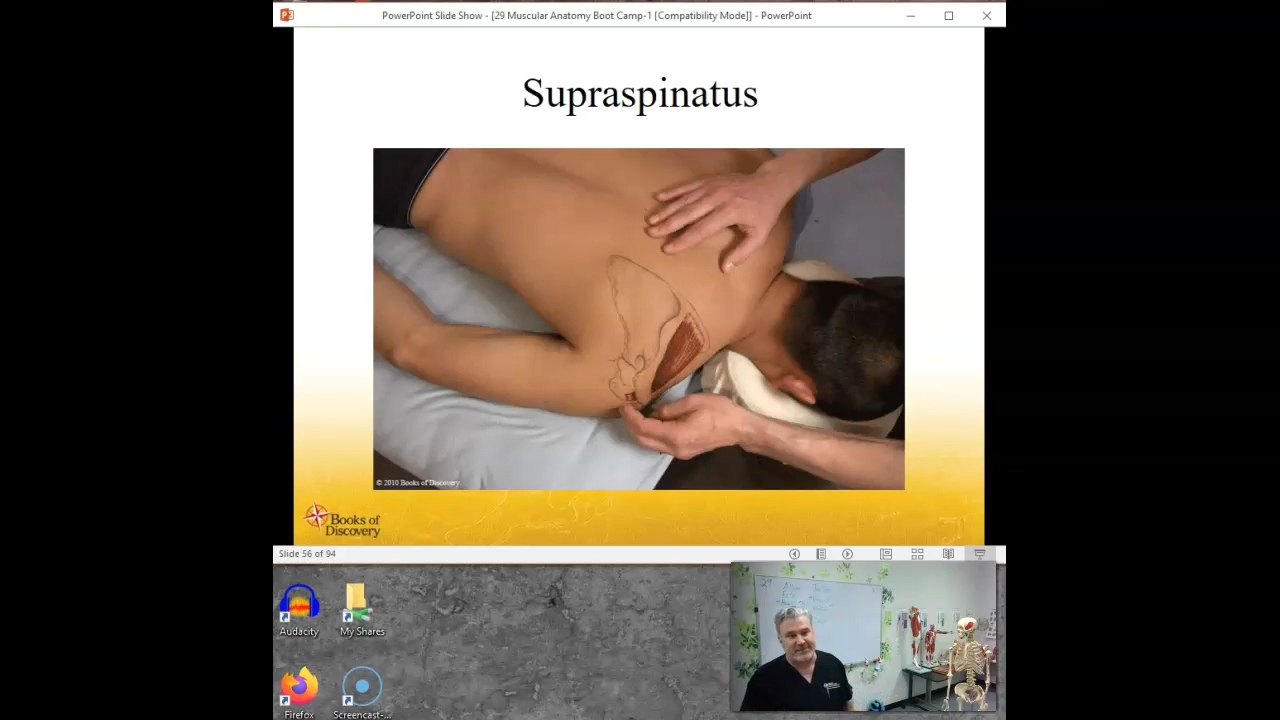 PowerPoint Slide Show - [29 Muscular Anatomy Boot Camp-1 [Compatibility Mode]] - PowerPoint
Supraspinatus
© 2010 Books of Discovery
Books of
Discovery
Slide 56 of 94
Audacity
My Shares
Firefox
Screencast-...